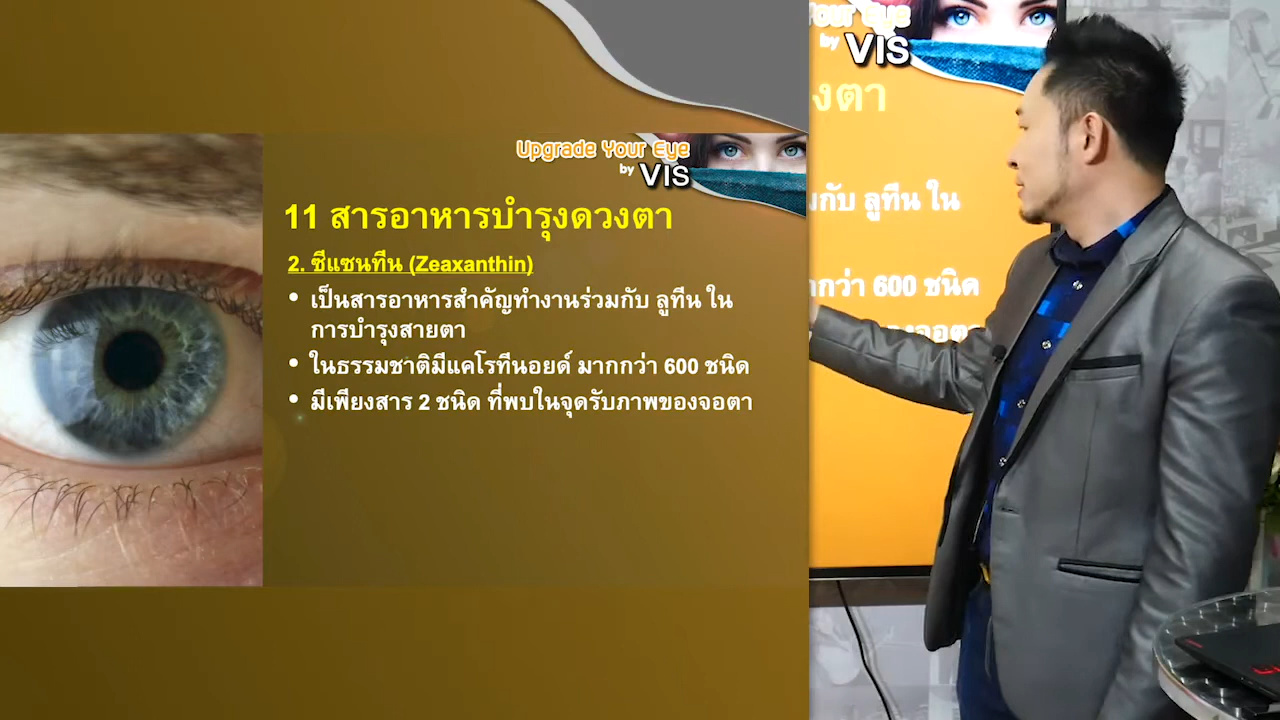 Upgrade Your Eye
by VIS
11 สารอาหารบำรุงดวงตา
2. ซีแซนทีน (Zeaxanthin)
• เป็นสารอาหารสำคัญทำงานร่วมกับ ลูทีน ใน
การบำรุงสายตา
• ในธรรมชาติมีแคโรทีนอยด์ มากกว่า 600 ชนิด
• มีเพียงสาร 2 ชนิด ที่พบในจุดรับภาพของจอตา
Your Eye
by VIS
งตา
กับ ลูทีน ใน
กว่า 600 ชนิด